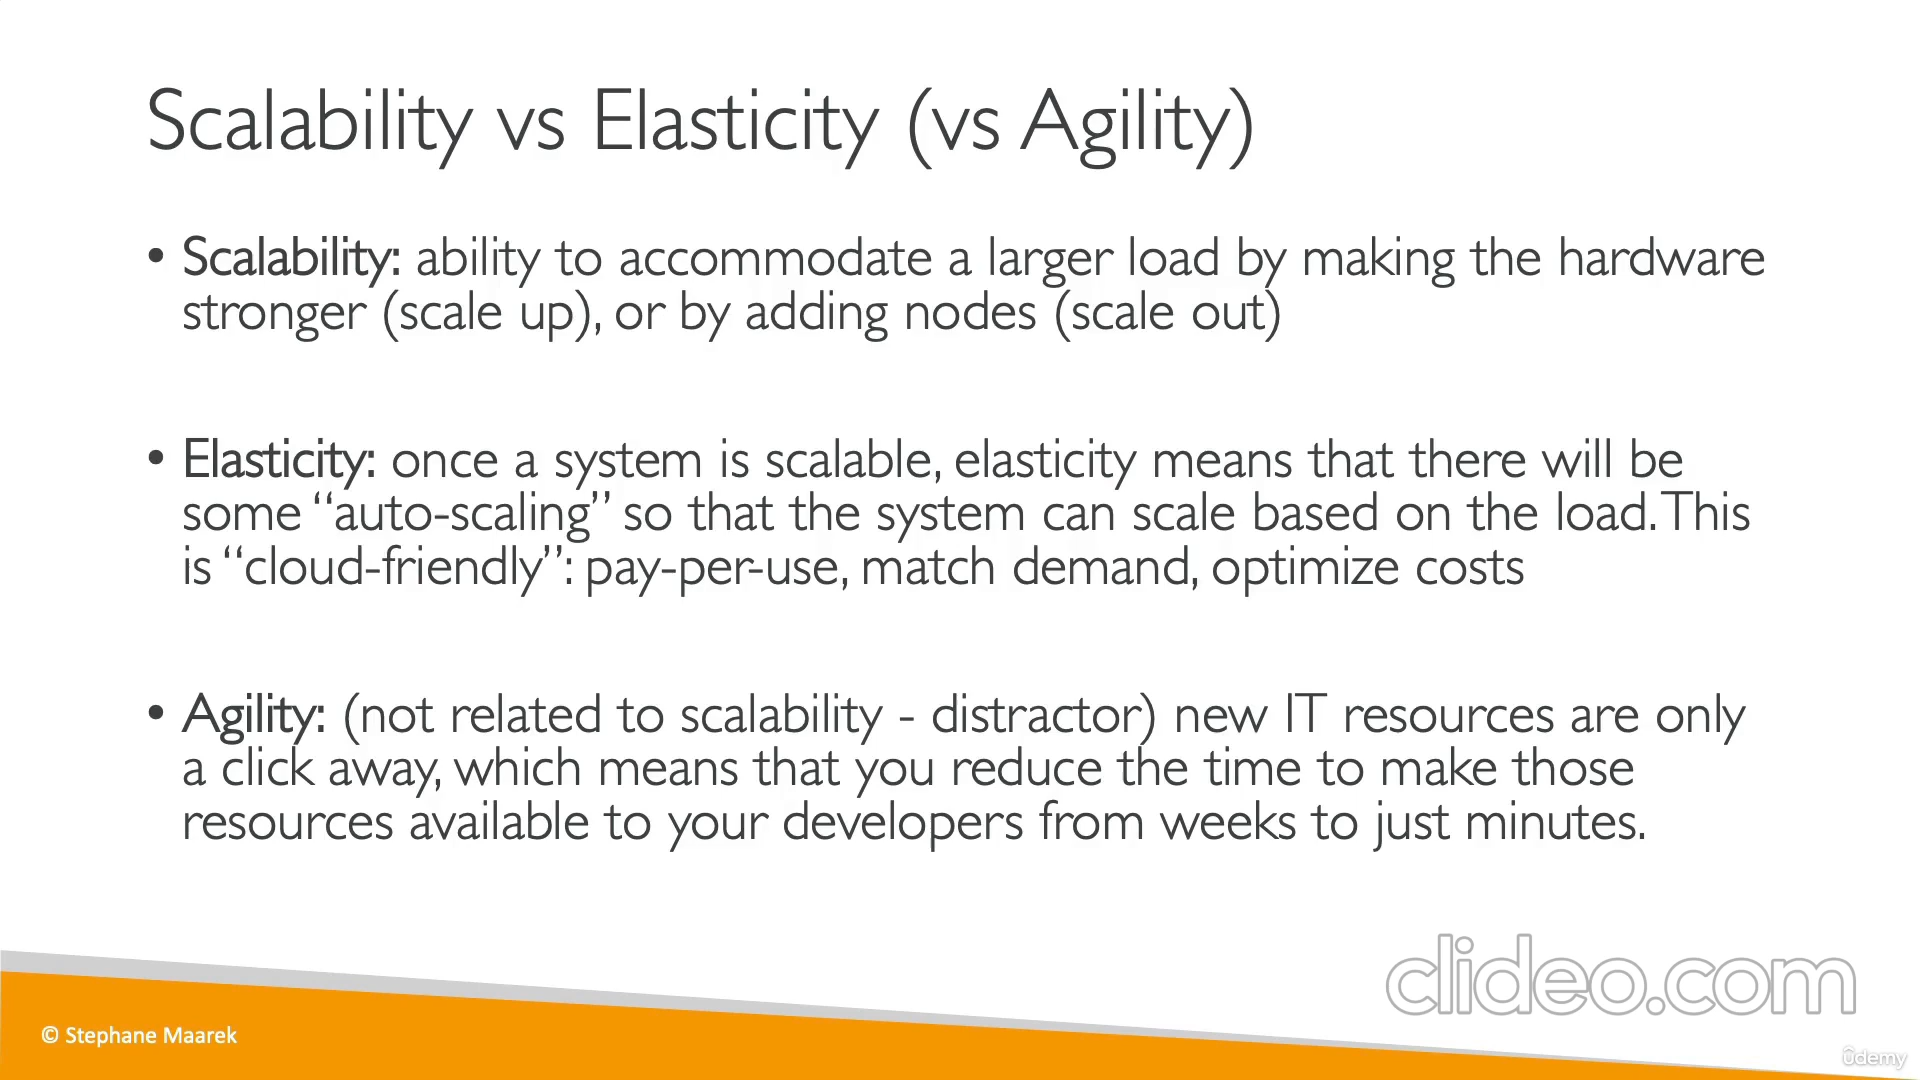 Scalability vs Elasticity (vs Agility)
• Scalability: ability to accommodate a larger load by making the hardware
stronger (scale up), or by adding nodes (scale out)
• Elasticity: once a system is scalable, elasticity means that there will be
some “auto-scaling” so that the system can scale based on the load. This
is “cloud-friendly”: pay-per-use, match demand, optimize costs
• Agility: (not related to scalability - distractor) new IT resources are only
a click away, which means that you reduce the time to make those
resources available to your developers from weeks to just minutes.
clideo.com
© Stephane Maarek
ûdemy